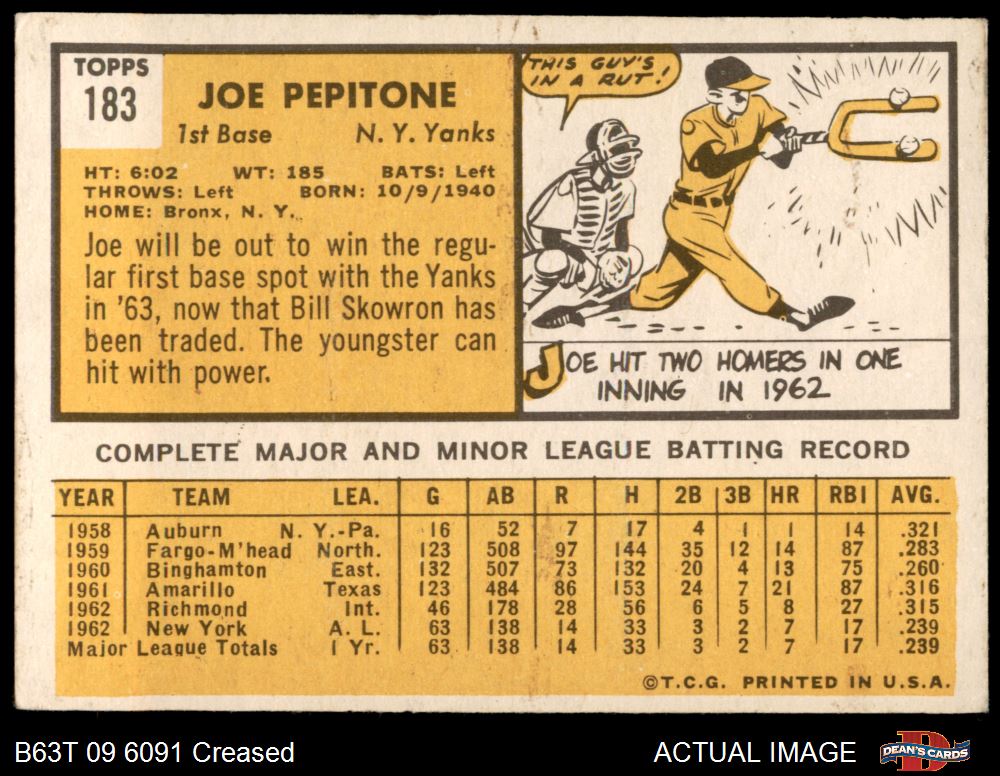 TOPPS
183
JOE PEPITONE
1st Base N. Y. Yanks
HT: 6:02 WT: 185 BATS: Left
THROWS: Left BORN: 10/9/1940
HOME: Bronx, N. Y.
Joe will be out to win the regu-
lar first base spot with the Yanks
in '63, now that Bill Skowron has
been traded. The youngster can
hit with power.
THIS GUY'S
IN A RUT!
JOE HIT TWO HOMERS IN ONE
INNING IN 1962
COMPLETE MAJOR AND MINOR LEAGUE BATTING RECORD
YEAR TEAM LEA. G AB R H 2B 3B HR RBI AVG.
1958 Auburn N. Y.-Pa. 16 52 7 17 4 1 1 14 .321
1959 Fargo-M'head North. 123 508 97 144 35 12 14 87 .283
1960 Binghamton East. 132 507 73 132 20 4 13 75 .260
1961 Amarillo Texas 123 484 86 153 24 7 21 87 .316
1962 Richmond Int. 46 178 28 56 6 5 8 27 .315
1962 New York A. L. 63 138 14 33 3 2 7 17 .239
Major League Totals 1 Yr. 63 138 14 33 3 2 7 17 .239
©T.C.G. PRINTED IN U.S.A.
B63T 09 6091 Creased ACTUAL IMAGE
D
DEAN'S CARDS